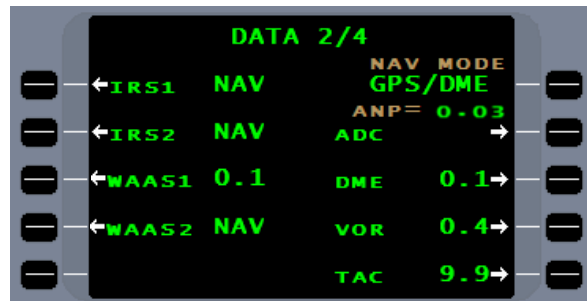 DATA 2/4
NAV MODE
←IRS1 NAV GPS/DME
ANP= 0.03
←IRS2 NAV ADC →
←WAAS1 0.1 DME 0.1→
←WAAS2 NAV VOR 0.4→
TAC 9.9→